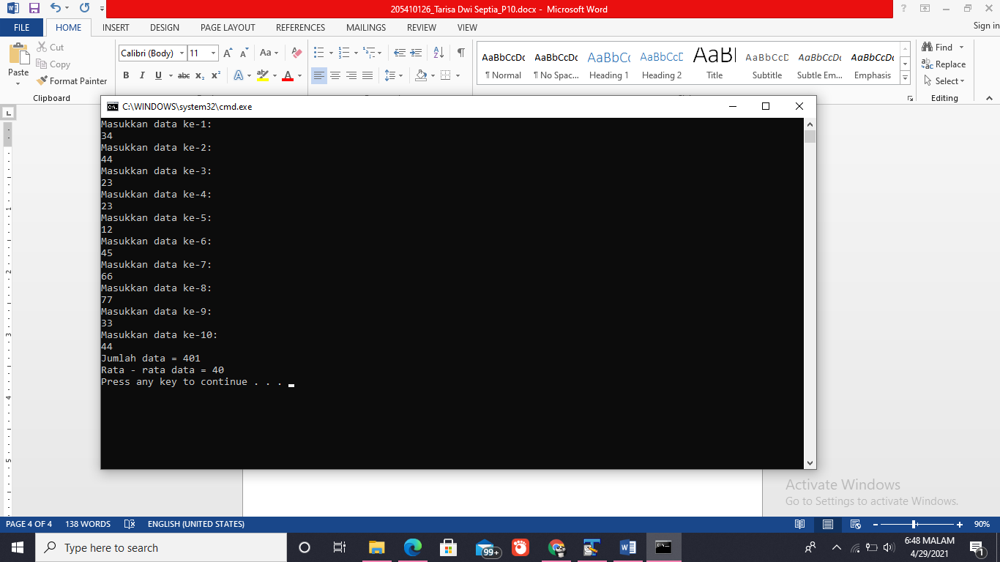 205410126_Tarisa Dwi Septia_P10.docx - Microsoft Word
FILE HOME INSERT DESIGN PAGE LAYOUT REFERENCES MAILINGS REVIEW VIEW Sign in
Paste
Cut
Copy
Format Painter
Clipboard
Calibri (Body) 11
AaBbCcDc AaBbCcDc AaBbCc AaBbCcD AaBl AaBbCcD AaBbCcDc AaBbCcDc
¶ Normal ¶ No Spac... Heading 1 Heading 2 Title Subtitle Subtle Em... Emphasis
Find
Replace
Select
Editing
C:\WINDOWS\system32\cmd.exe
Masukkan data ke-1:
34
Masukkan data ke-2:
44
Masukkan data ke-3:
23
Masukkan data ke-4:
23
Masukkan data ke-5:
12
Masukkan data ke-6:
45
Masukkan data ke-7:
66
Masukkan data ke-8:
77
Masukkan data ke-9:
33
Masukkan data ke-10:
44
Jumlah data = 401
Rata - rata data = 40
Press any key to continue . . .
Activate Windows
Go to Settings to activate Windows.
PAGE 4 OF 4 138 WORDS ENGLISH (UNITED STATES) 90%
Type here to search
99+
6:48 MALAM
4/29/2021
1